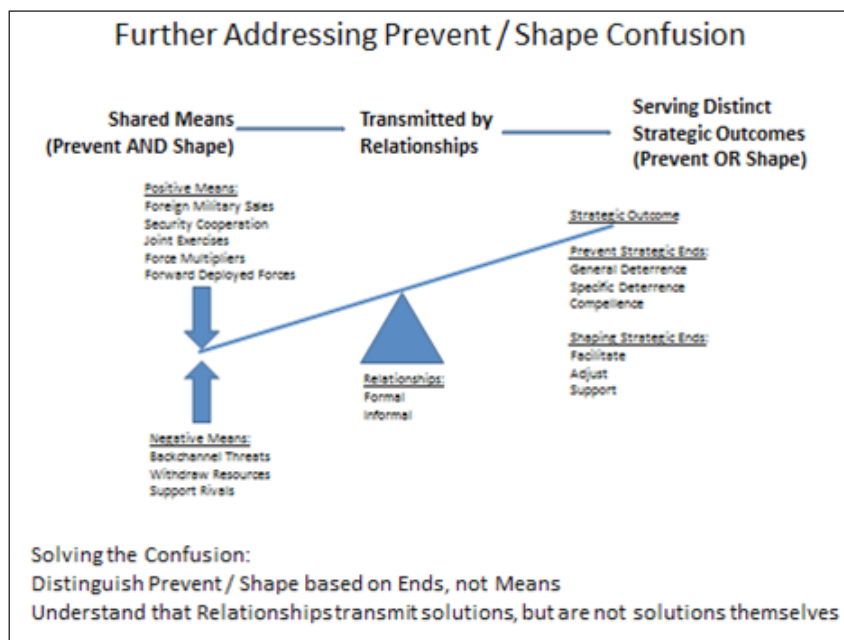 Further Addressing Prevent / Shape Confusion
Shared Means
(Prevent AND Shape)
Transmitted by
Relationships
Serving Distinct
Strategic Outcomes
(Prevent OR Shape)
Positive Means:
Foreign Military Sales
Security Cooperation
Joint Exercises
Force Multipliers
Forward Deployed Forces
Strategic Outcome
Prevent Strategic Ends:
General Deterrence
Specific Deterrence
Compellence
Shaping Strategic Ends:
Facilitate
Adjust
Support
Relationships:
Formal
Informal
Negative Means:
Backchannel Threats
Withdraw Resources
Support Rivals
Solving the Confusion:
Distinguish Prevent / Shape based on Ends, not Means
Understand that Relationships transmit solutions, but are not solutions themselves